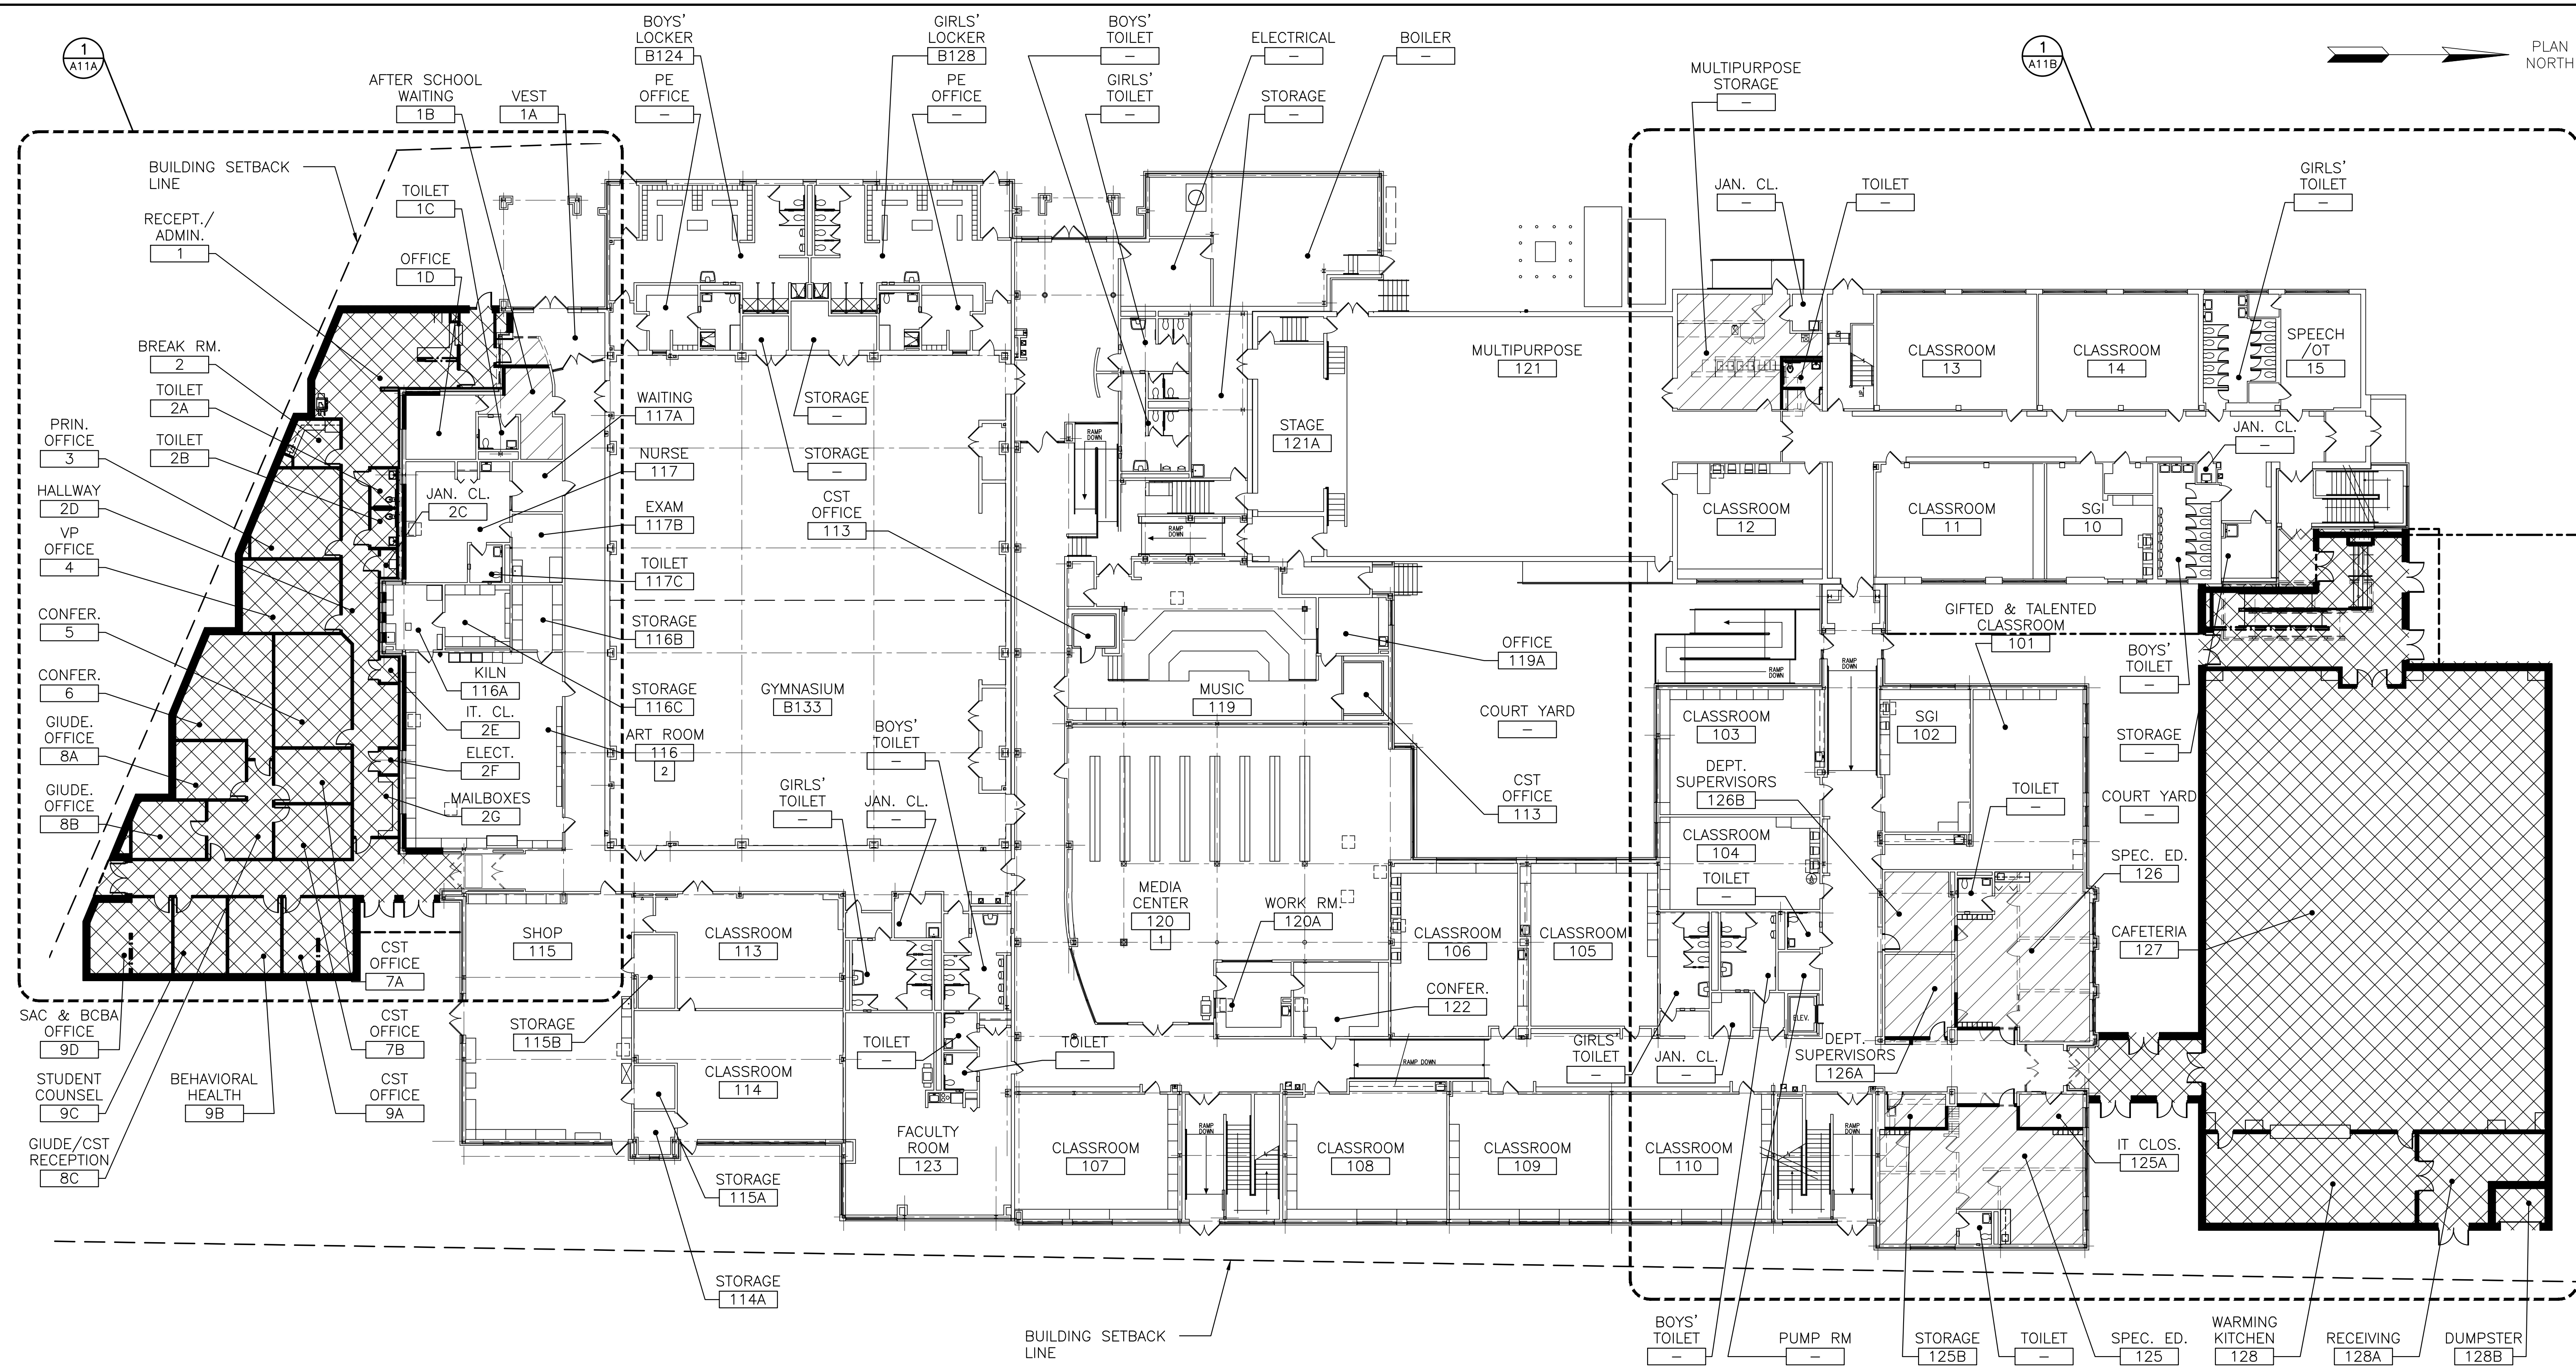 1
A11A
BOYS'
LOCKER
B124
GIRLS'
LOCKER
B128
BOYS'
TOILET
–
ELECTRICAL
–
BOILER
–
1
A11B
PLAN
NORTH
AFTER SCHOOL
WAITING
1B
VEST
1A
PE
OFFICE
–
PE
OFFICE
–
GIRLS'
TOILET
–
STORAGE
–
MULTIPURPOSE
STORAGE
–
BUILDING SETBACK
LINE
TOILET
1C
JAN. CL.
–
TOILET
–
GIRLS'
TOILET
–
RECEPT./
ADMIN.
1
OFFICE
1D
BREAK RM.
2
TOILET
2A
PRIN.
OFFICE
3
TOILET
2B
HALLWAY
2D
JAN. CL.
2C
VP
OFFICE
4
CONFER.
5
CONFER.
6
GIUDE.
OFFICE
8A
GIUDE.
OFFICE
8B
WAITING
117A
NURSE
117
EXAM
117B
TOILET
117C
STORAGE
116B
KILN
116A
STORAGE
116C
IT. CL.
2E
ELECT.
2F
MAILBOXES
2G
ART ROOM
116
2
STORAGE
–
STORAGE
–
CST
OFFICE
113
GYMNASIUM
B133
BOYS'
TOILET
–
GIRLS'
TOILET
–
JAN. CL.
–
RAMP
DOWN
RAMP
DOWN
STAGE
121A
MULTIPURPOSE
121
MUSIC
119
OFFICE
119A
COURT YARD
–
CST
OFFICE
113
CLASSROOM
13
CLASSROOM
14
SPEECH
/OT
15
JAN. CL.
–
CLASSROOM
12
CLASSROOM
11
SGI
10
GIFTED & TALENTED
CLASSROOM
101
RAMP
DOWN
RAMP
DOWN
BOYS'
TOILET
–
CLASSROOM
103
SGI
102
STORAGE
–
DEPT.
SUPERVISORS
126B
TOILET
–
COURT YARD
–
CLASSROOM
104
TOILET
–
SPEC. ED.
126
CAFETERIA
127
MEDIA
CENTER
120
1
WORK RM.
120A
CLASSROOM
106
CLASSROOM
105
CONFER.
122
ELEV.
SHOP
115
CLASSROOM
113
STORAGE
115B
CLASSROOM
114
TOILET
–
TOILET
–
RAMP DOWN
GIRLS'
TOILET
–
JAN. CL.
–
DEPT.
SUPERVISORS
126A
CST
OFFICE
7A
SAC & BCBA
OFFICE
9D
CST
OFFICE
7B
STUDENT
COUNSEL
9C
BEHAVIORAL
HEALTH
9B
CST
OFFICE
9A
GIUDE/CST
RECEPTION
8C
FACULTY
ROOM
123
CLASSROOM
107
RAMP
DOWN
CLASSROOM
108
CLASSROOM
109
CLASSROOM
110
RAMP
DOWN
IT CLOS.
125A
STORAGE
115A
STORAGE
114A
BUILDING SETBACK
LINE
BOYS'
TOILET
–
PUMP RM
–
STORAGE
125B
TOILET
–
SPEC. ED.
125
WARMING
KITCHEN
128
RECEIVING
128A
DUMPSTER
128B